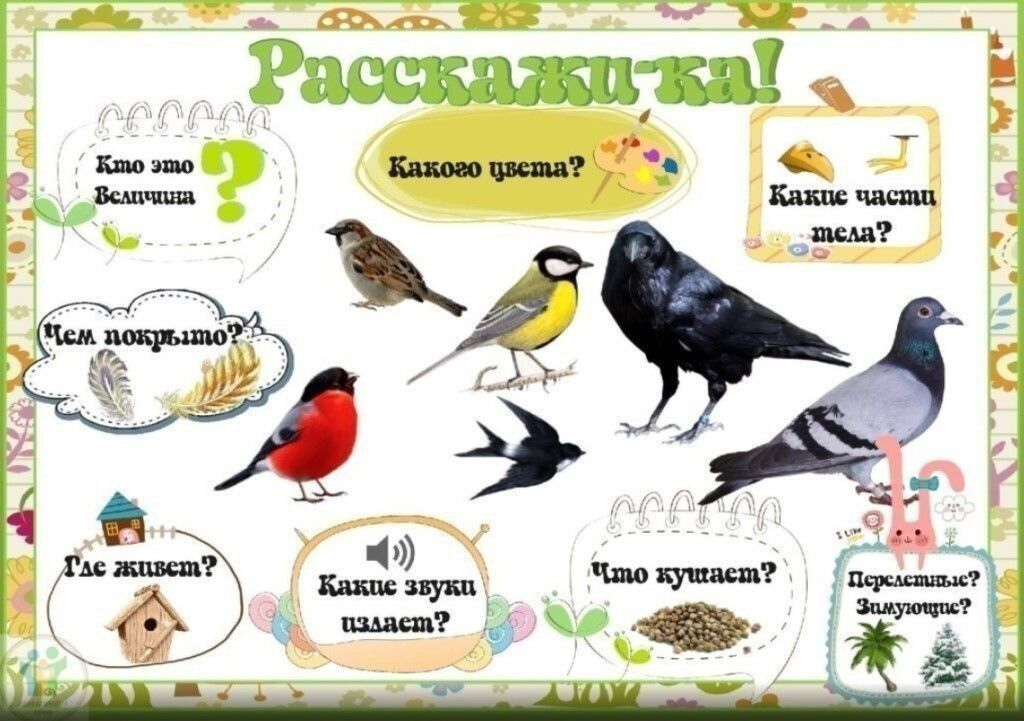 Расскажи-ка!
Кто это
Величина
?
Какого цвета?
Какие части
тела?
Чем покрыто?
Где живет?
Какие звуки
издает?
Что кушает?
I Like
Перелетные?
Зимующие?